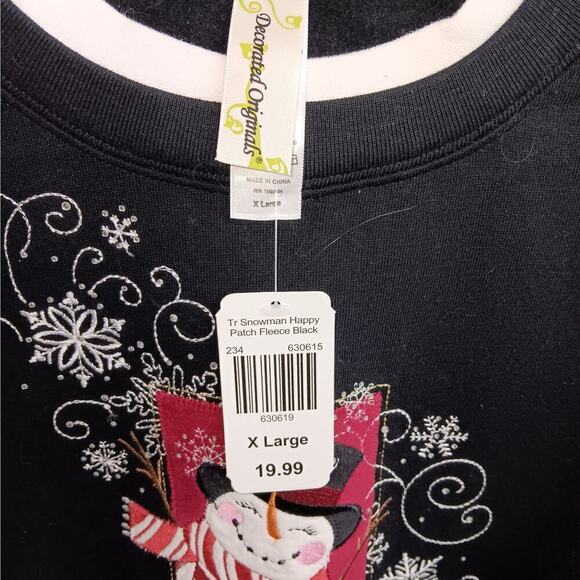 Decorated Originals®
MADE IN CHINA
X Large
Tr Snowman Happy
Patch Fleece Black
234 630615
630619
X Large
19.99